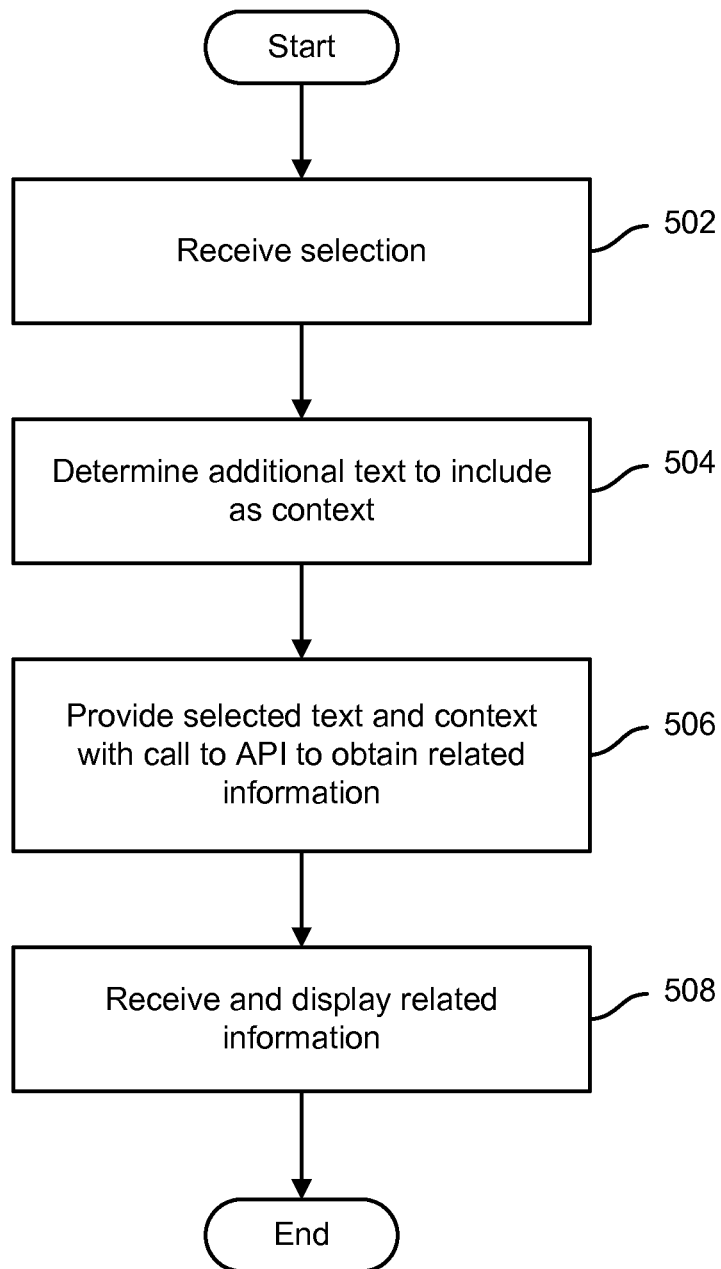 Start
Receive selection
502
Determine additional text to include
as context
504
Provide selected text and context
with call to API to obtain related
information
506
Receive and display related
information
508
End